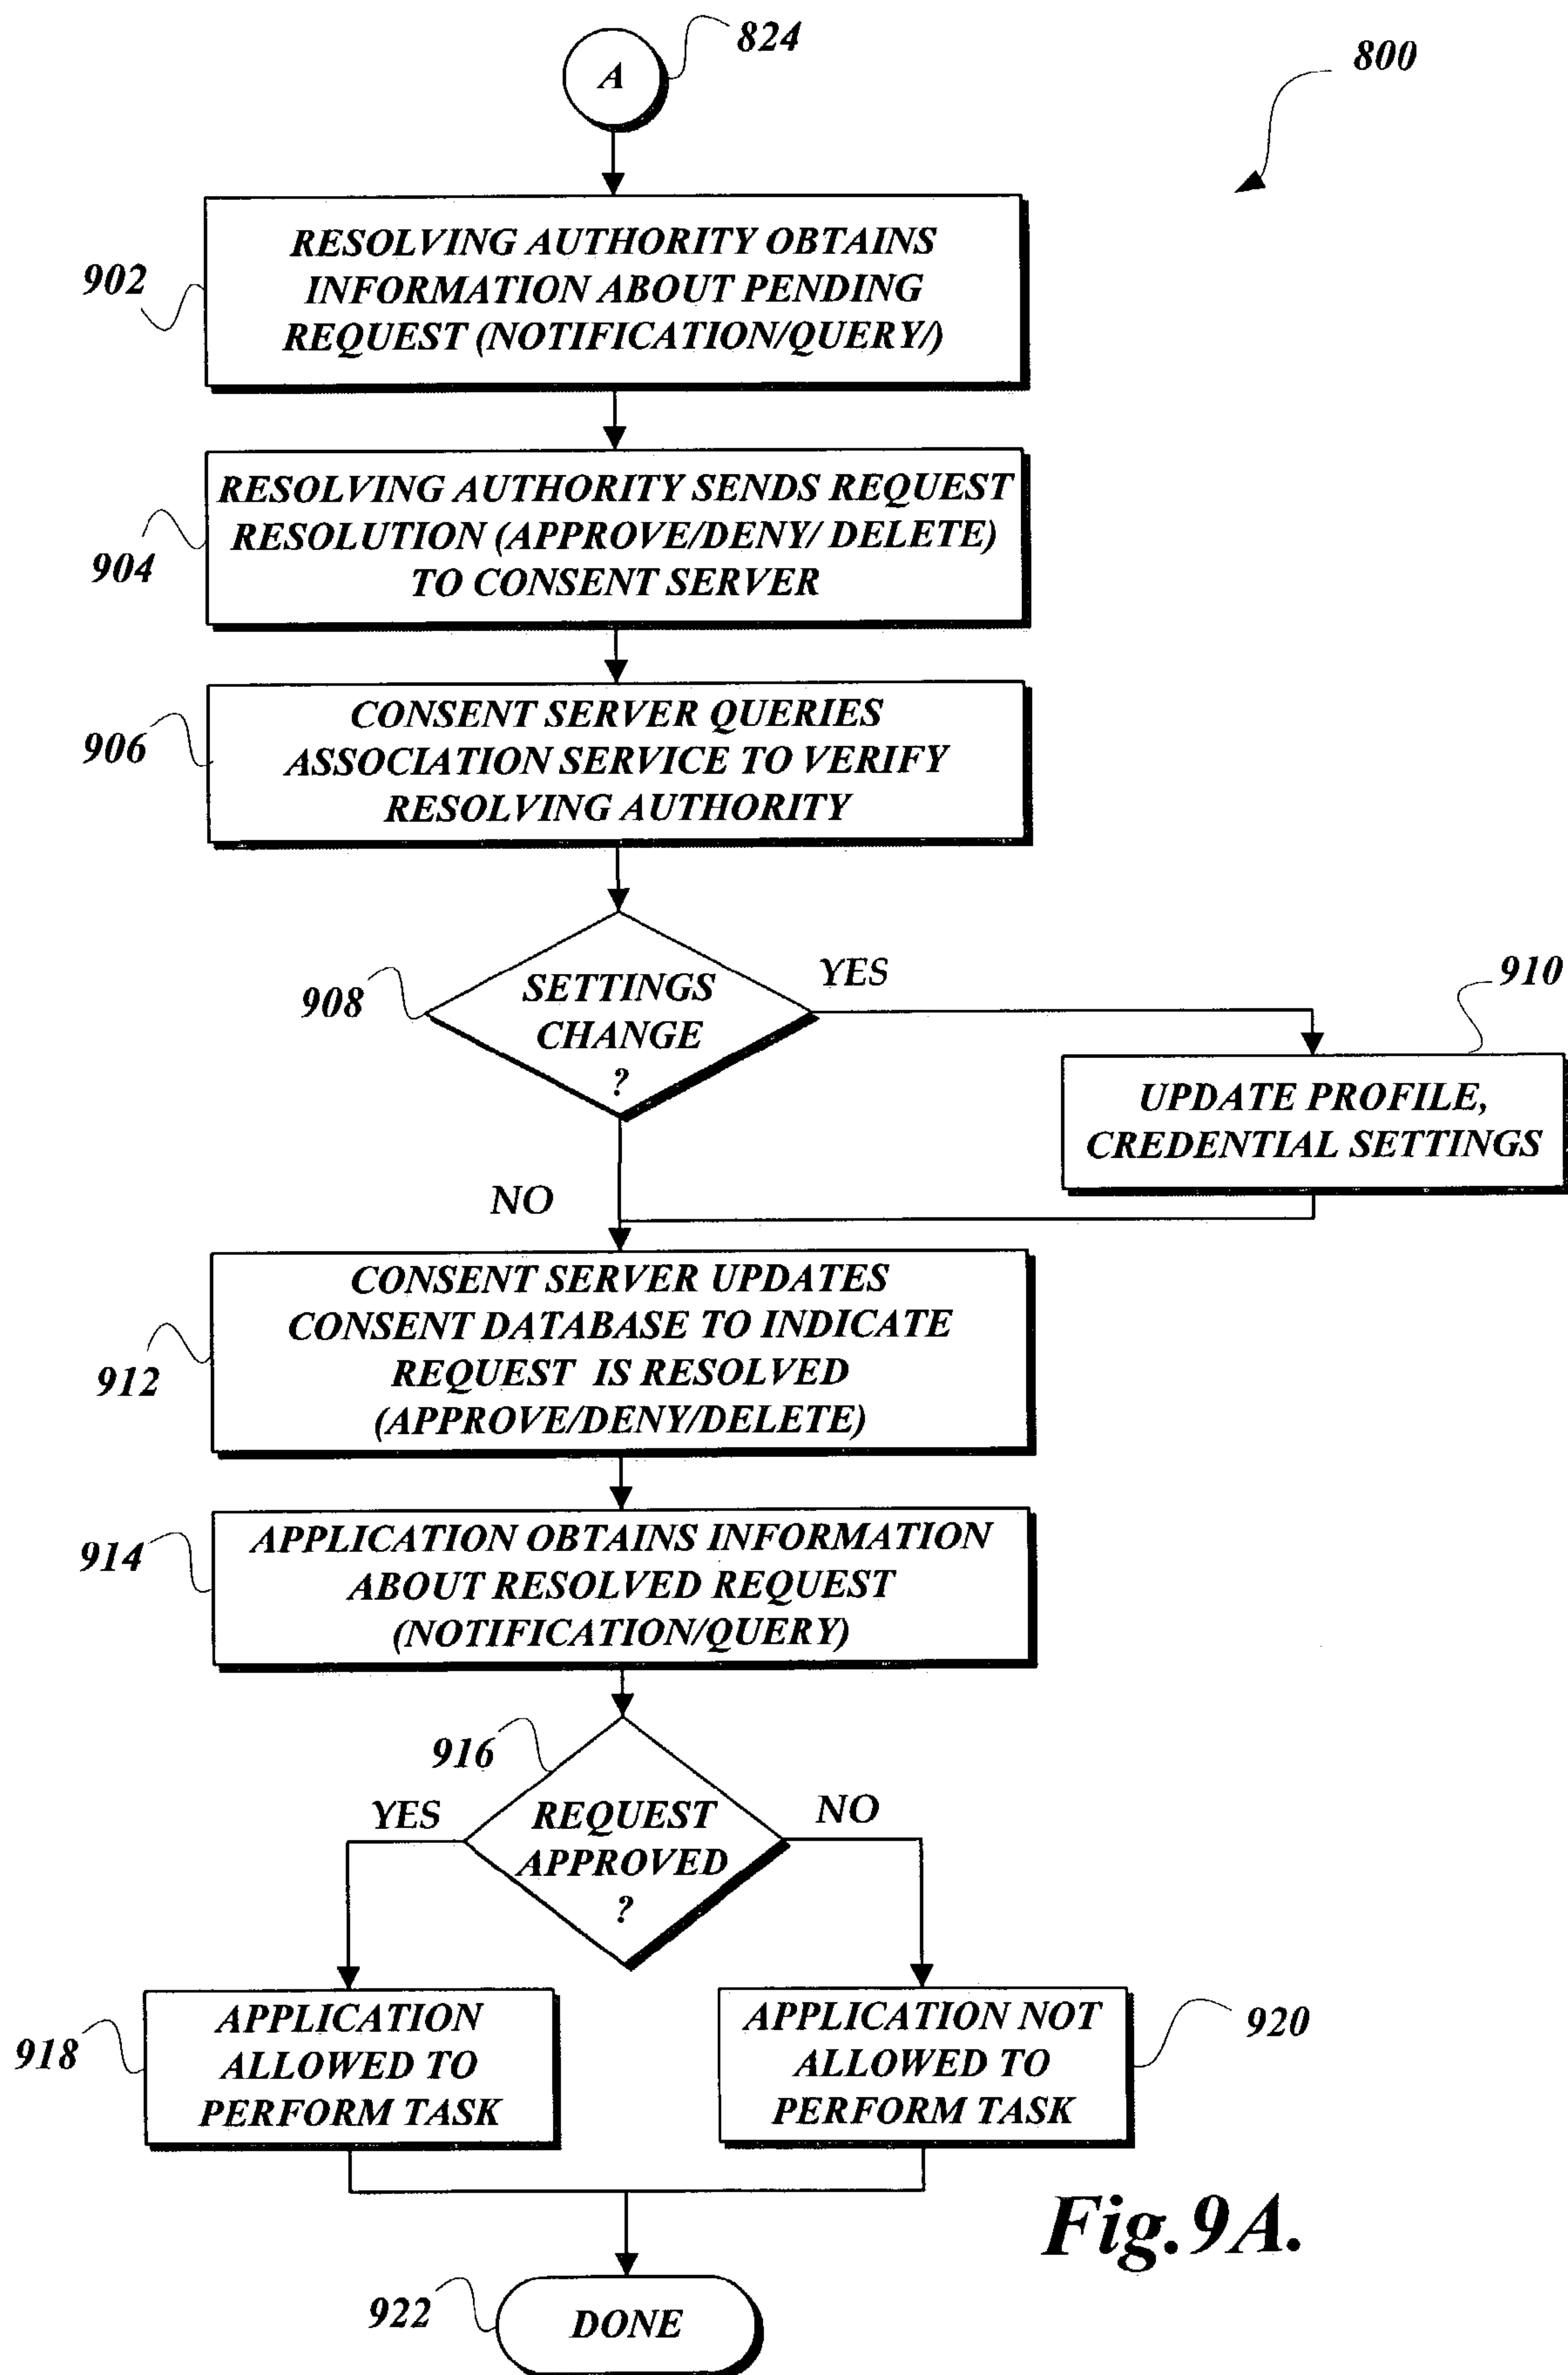 824
A
800
902
RESOLVING AUTHORITY OBTAINS
INFORMATION ABOUT PENDING
REQUEST (NOTIFICATION/QUERY/)
904
RESOLVING AUTHORITY SENDS REQUEST
RESOLUTION (APPROVE/DENY/ DELETE)
TO CONSENT SERVER
906
CONSENT SERVER QUERIES
ASSOCIATION SERVICE TO VERIFY
RESOLVING AUTHORITY
908
SETTINGS
CHANGE
?
YES
910
UPDATE PROFILE,
CREDENTIAL SETTINGS
NO
912
CONSENT SERVER UPDATES
CONSENT DATABASE TO INDICATE
REQUEST IS RESOLVED
(APPROVE/DENY/DELETE)
914
APPLICATION OBTAINS INFORMATION
ABOUT RESOLVED REQUEST
(NOTIFICATION/QUERY)
916
REQUEST
APPROVED
?
YES
NO
918
APPLICATION
ALLOWED TO
PERFORM TASK
APPLICATION NOT
ALLOWED TO
PERFORM TASK
920
922
DONE
Fig.9A.